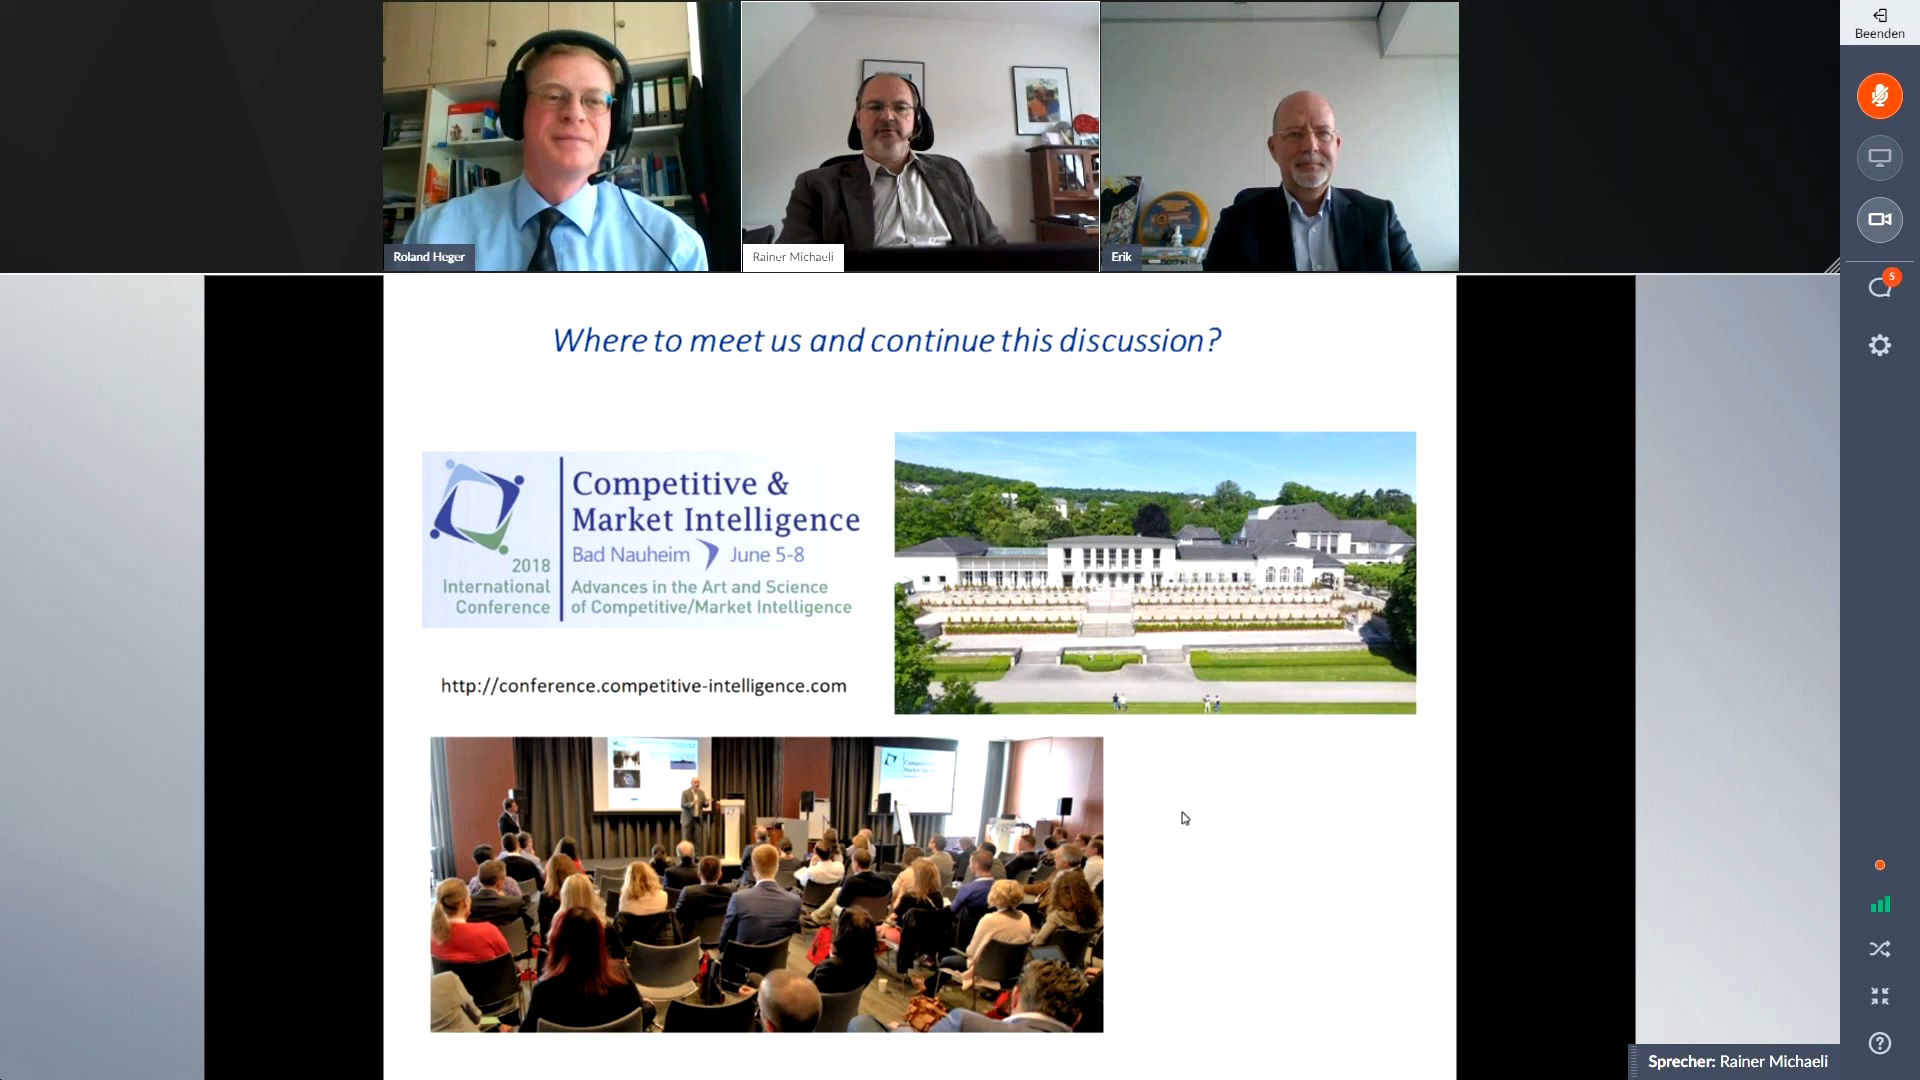 Beenden
Roland Heger
Rainer Michaeli
Erik
5
Where to meet us and continue this discussion?
Competitive &
Market Intelligence
Bad Nauheim June 5-8
2018
International
Conference
Advances in the Art and Science
of Competitive/Market Intelligence
http://conference.competitive-intelligence.com
Sprecher: Rainer Michaeli